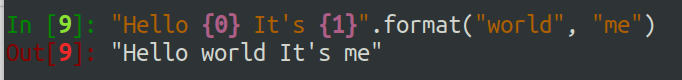 In [9]: "Hello {0} It's {1}".format("world", "me")
Out[9]: "Hello world It's me"